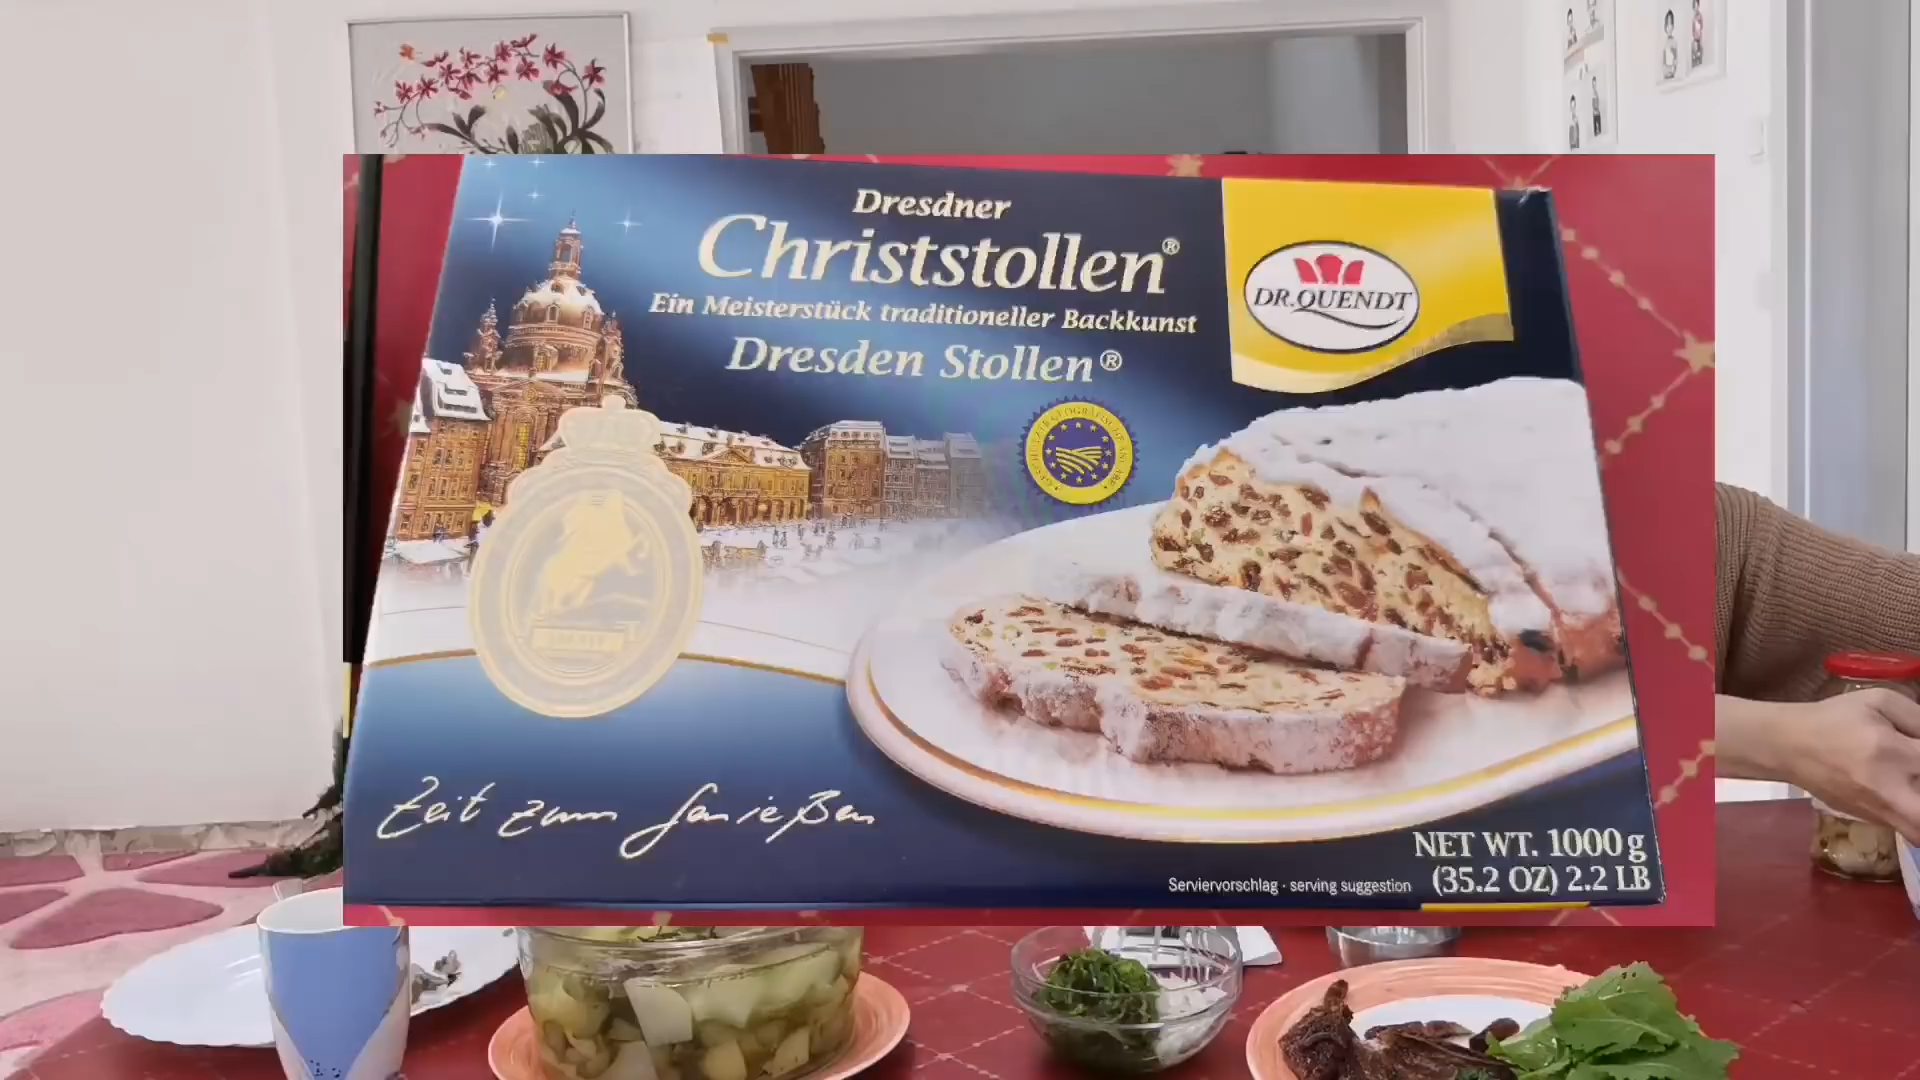 Dresdner
Christstollen®
Ein Meisterstück traditioneller Backkunst
Dresden Stollen®
DR. QUENDT
Zeit zum Genießen
Serviervorschlag · serving suggestion
NET WT. 1000 g
(35.2 OZ) 2.2 LB